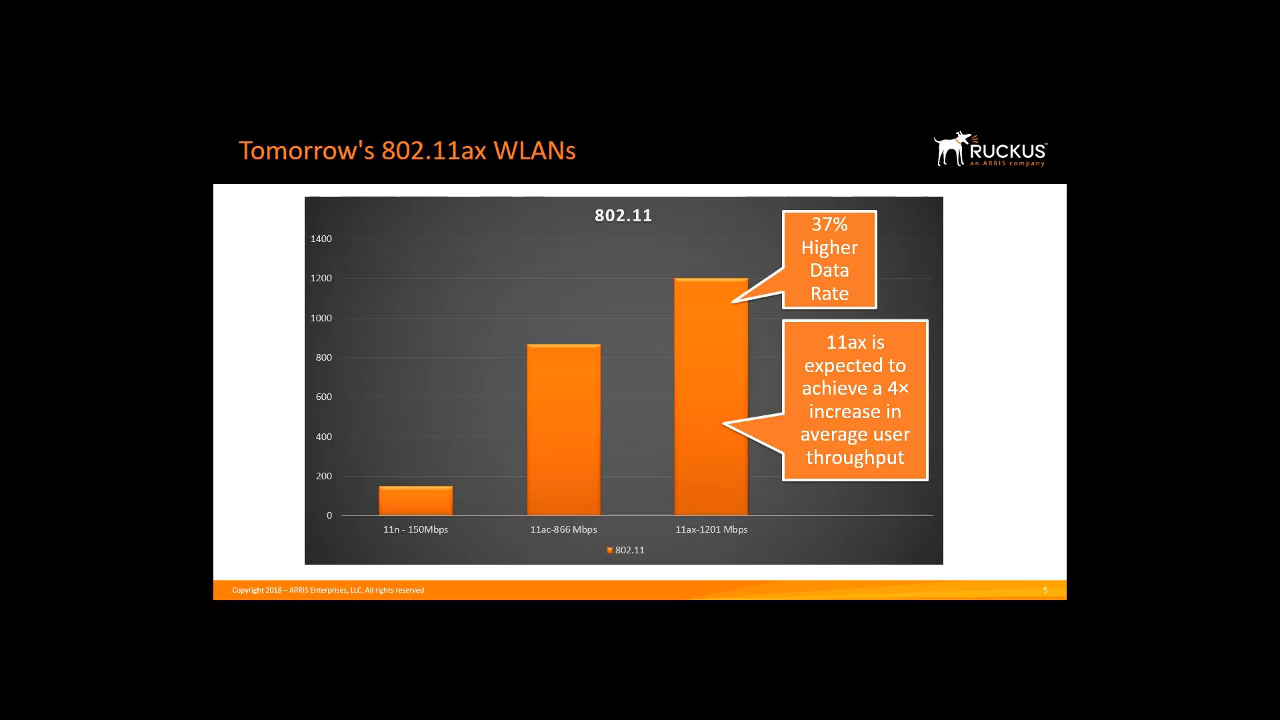 Tomorrow's 802.11ax WLANs
RUCKUS
an ARRIS company
802.11
1400
1200
1000
800
600
400
200
0
37%
Higher
Data
Rate
11ax is
expected to
achieve a 4×
increase in
average user
throughput
11n - 150Mbps
11ac-866 Mbps
11ax-1201 Mbps
802.11
Copyright 2018 – ARRIS Enterprises, LLC. All rights reserved
5